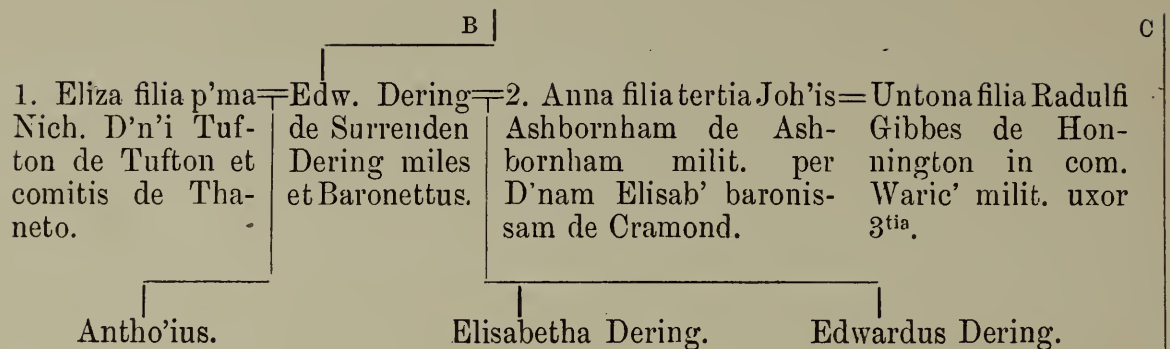 B
C
1. Eliza filia p'ma
Nich. D'n'i Tuf-
ton de Tufton et
comitis de Tha-
neto.
Edw. Dering
de Surrenden
Dering miles
et Baronettus.
2. Anna filia tertia Joh'is
Ashbornham de Ash-
bornham milit. per
D'nam Elisab' baronis-
sam de Cramond.
Untona filia Radulfi
Gibbes de Hon-
nington in com.
Waric' milit. uxor
3tia.
Antho'ius.
Elisabetha Dering.
Edwardus Dering.